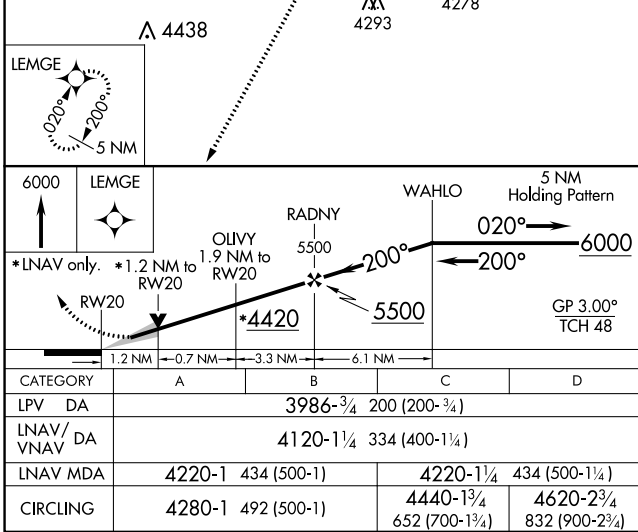 4438
4293
4278
LEMGE
020°
200°
5 NM
6000
LEMGE
*LNAV only.
RW20
*1.2 NM to
RW20
OLIVY
1.9 NM to
RW20
RADNY
5500
WAHLO
5 NM
Holding Pattern
020°
6000
200°
200°
*4420
5500
GP 3.00°
TCH 48
1.2 NM
0.7 NM
3.3 NM
6.1 NM
CATEGORY A B C D
LPV DA 3986-¾ 200 (200-¾)
LNAV/
VNAV DA 4120-1¼ 334 (400-1¼)
LNAV MDA 4220-1 434 (500-1) 4220-1¼ 434 (500-1¼)
CIRCLING 4280-1 492 (500-1) 4440-1¾ 4620-2¾
652 (700-1¾) 832 (900-2¾)